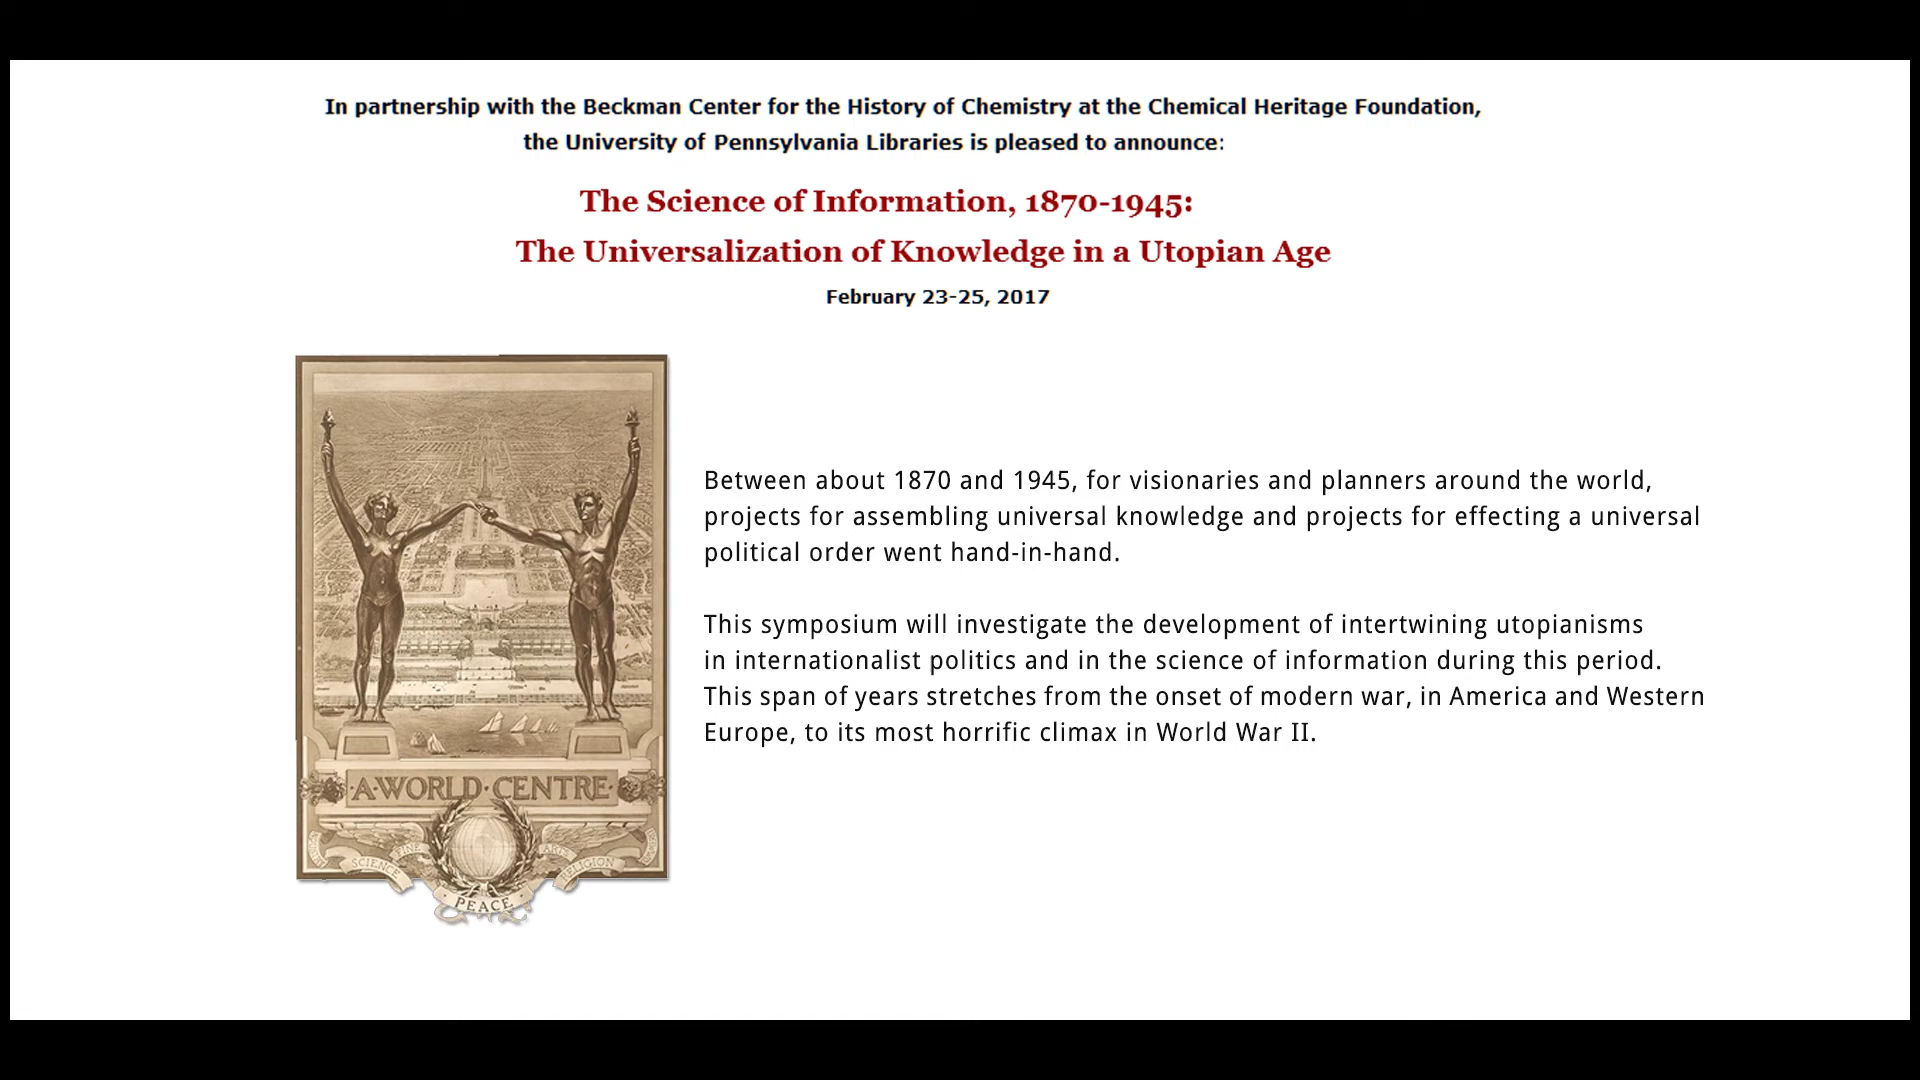 In partnership with the Beckman Center for the History of Chemistry at the Chemical Heritage Foundation,
the University of Pennsylvania Libraries is pleased to announce:
The Science of Information, 1870-1945:
The Universalization of Knowledge in a Utopian Age
February 23-25, 2017
Between about 1870 and 1945, for visionaries and planners around the world,
projects for assembling universal knowledge and projects for effecting a universal
political order went hand-in-hand.
This symposium will investigate the development of intertwining utopianisms
in internationalist politics and in the science of information during this period.
This span of years stretches from the onset of modern war, in America and Western
Europe, to its most horrific climax in World War II.
·A·WORLD·CENTRE·
SCIENCE FINE ARTS RELIGION
·PEACE·